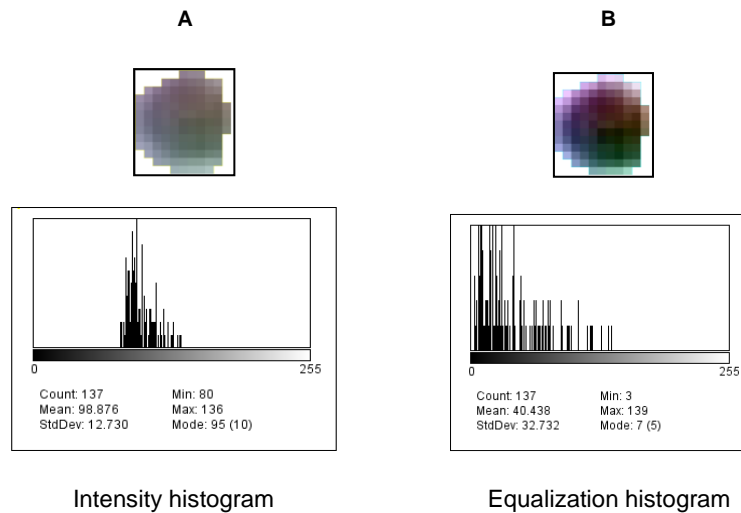 A
B
0
255
Count: 137
Min: 80
Mean: 98.876
Max: 136
StdDev: 12.730
Mode: 95 (10)
0
255
Count: 137
Min: 3
Mean: 40.438
Max: 139
StdDev: 32.732
Mode: 7 (5)
Intensity histogram
Equalization histogram